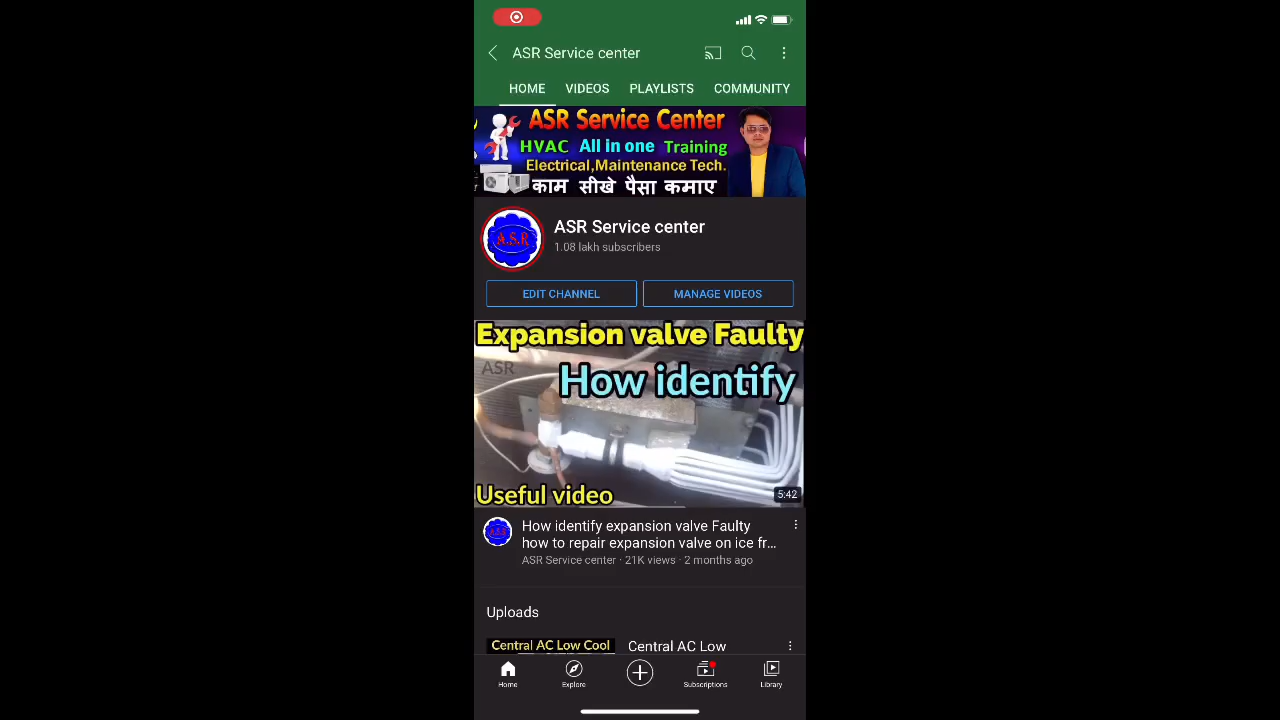 ASR Service center
HOME VIDEOS PLAYLISTS COMMUNITY
ASR Service Center
HVAC All in one Training
Electrical,Maintenance Tech.
काम सीखे पैसा कमाए
A.S.R
ASR Service center
1.08 lakh subscribers
EDIT CHANNEL MANAGE VIDEOS
Expansion valve Faulty
ASR
How identify
Useful video
5:42
A.S.R
How identify expansion valve Faulty
how to repair expansion valve on ice fr...
ASR Service center · 21K views · 2 months ago
Uploads
Central AC Low Cool
Central AC Low
Home Explore Subscriptions Library